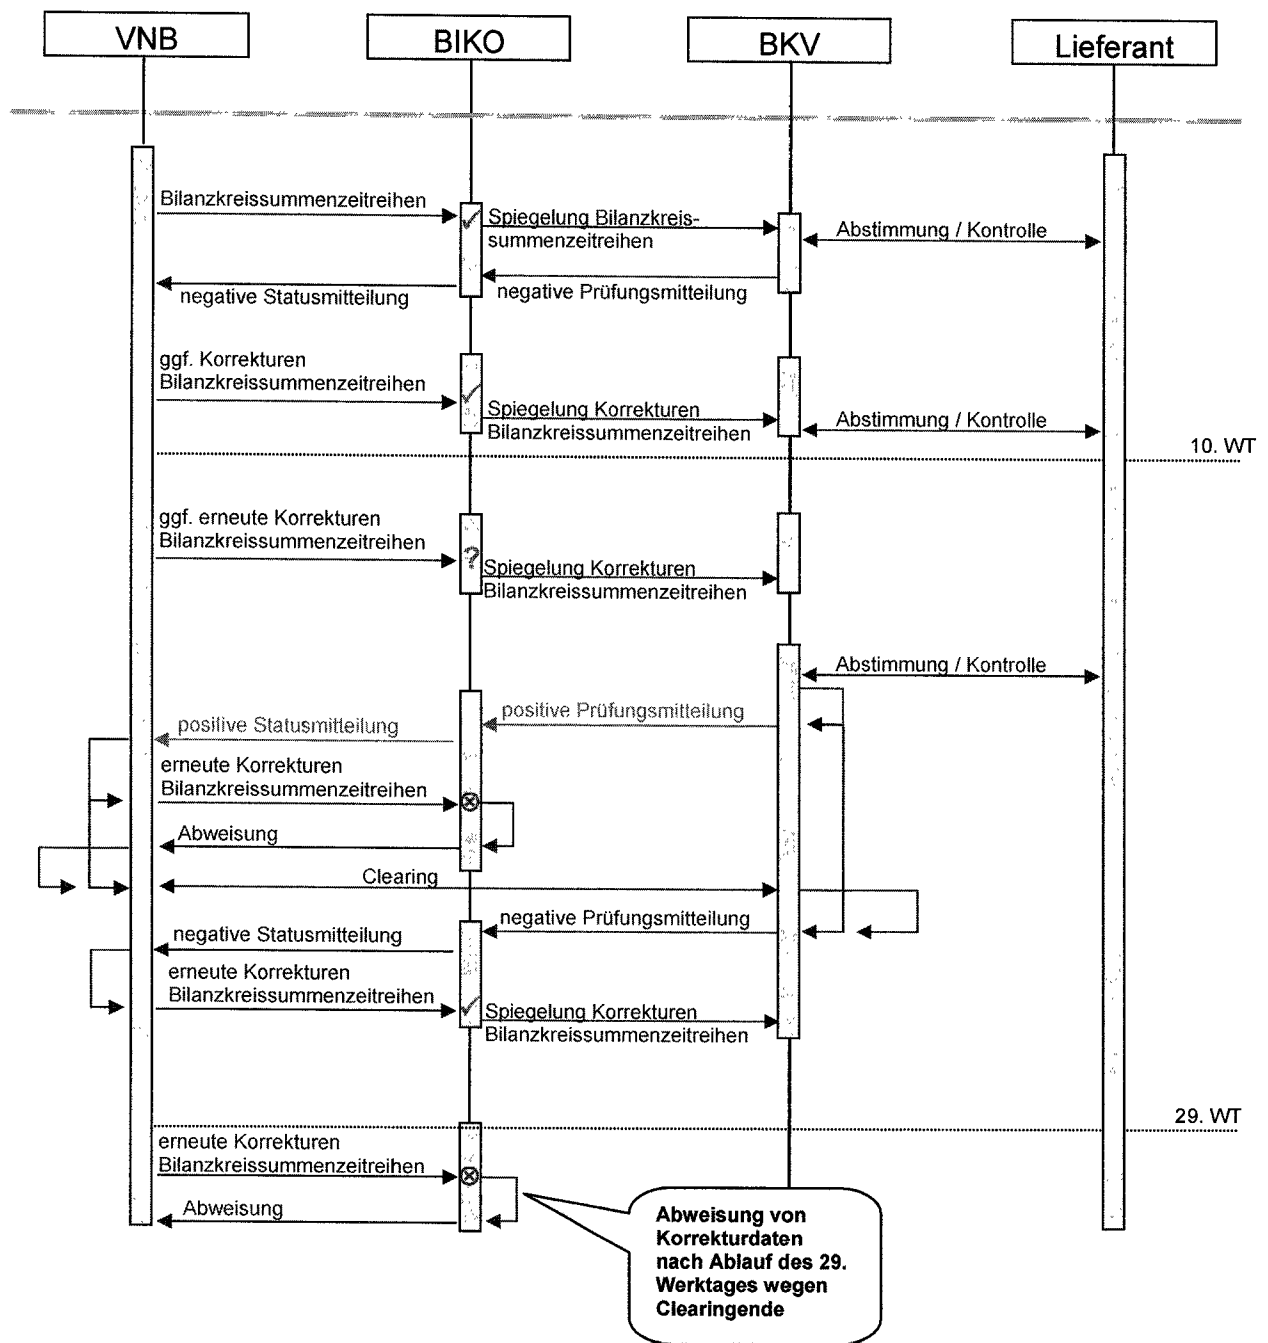 VNB
BIKO
BKV
Lieferant
Bilanzkreissummenzeitreihen
Spiegelung Bilanzkreis-
summenzeitreihen
Abstimmung / Kontrolle
negative Statusmitteilung
negative Prüfungsmitteilung
ggf. Korrekturen
Bilanzkreissummenzeitreihen
Spiegelung Korrekturen
Bilanzkreissummenzeitreihen
Abstimmung / Kontrolle
10. WT
ggf. erneute Korrekturen
Bilanzkreissummenzeitreihen
?
Spiegelung Korrekturen
Bilanzkreissummenzeitreihen
Abstimmung / Kontrolle
positive Prüfungsmitteilung
positive Statusmitteilung
erneute Korrekturen
Bilanzkreissummenzeitreihen
Abweisung
Clearing
negative Prüfungsmitteilung
negative Statusmitteilung
erneute Korrekturen
Bilanzkreissummenzeitreihen
Spiegelung Korrekturen
Bilanzkreissummenzeitreihen
29. WT
erneute Korrekturen
Bilanzkreissummenzeitreihen
Abweisung
Abweisung von
Korrekturdaten
nach Ablauf des 29.
Werktages wegen
Clearingende